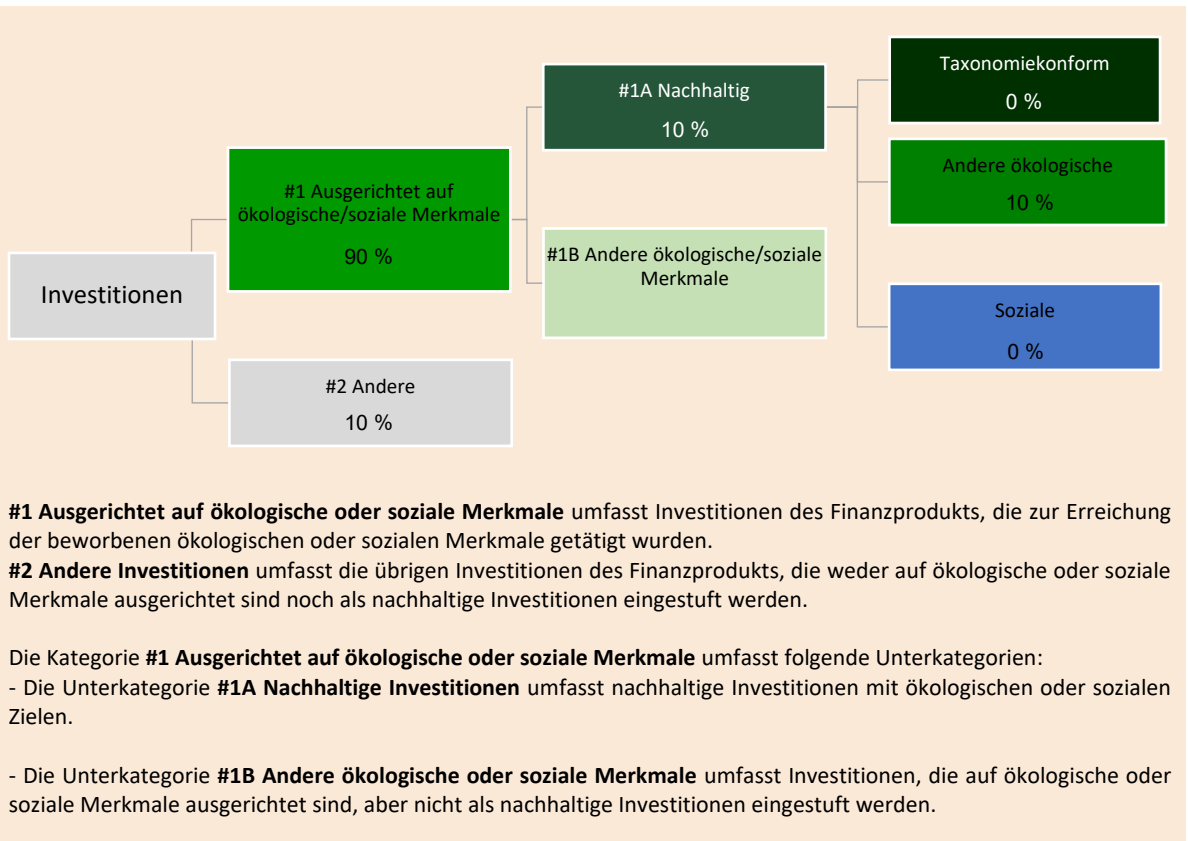 Investitionen
#1 Ausgerichtet auf
ökologische/soziale Merkmale
90 %
#2 Andere
10 %
#1A Nachhaltig
10 %
#1B Andere ökologische/soziale
Merkmale
Taxonomiekonform
0 %
Andere ökologische
10 %
Soziale
0 %
#1 Ausgerichtet auf ökologische oder soziale Merkmale umfasst Investitionen des Finanzprodukts, die zur Erreichung
der beworbenen ökologischen oder sozialen Merkmale getätigt wurden.
#2 Andere Investitionen umfasst die übrigen Investitionen des Finanzprodukts, die weder auf ökologische oder soziale
Merkmale ausgerichtet sind noch als nachhaltige Investitionen eingestuft werden.
Die Kategorie #1 Ausgerichtet auf ökologische oder soziale Merkmale umfasst folgende Unterkategorien:
- Die Unterkategorie #1A Nachhaltige Investitionen umfasst nachhaltige Investitionen mit ökologischen oder sozialen
Zielen.
- Die Unterkategorie #1B Andere ökologische oder soziale Merkmale umfasst Investitionen, die auf ökologische oder
soziale Merkmale ausgerichtet sind, aber nicht als nachhaltige Investitionen eingestuft werden.